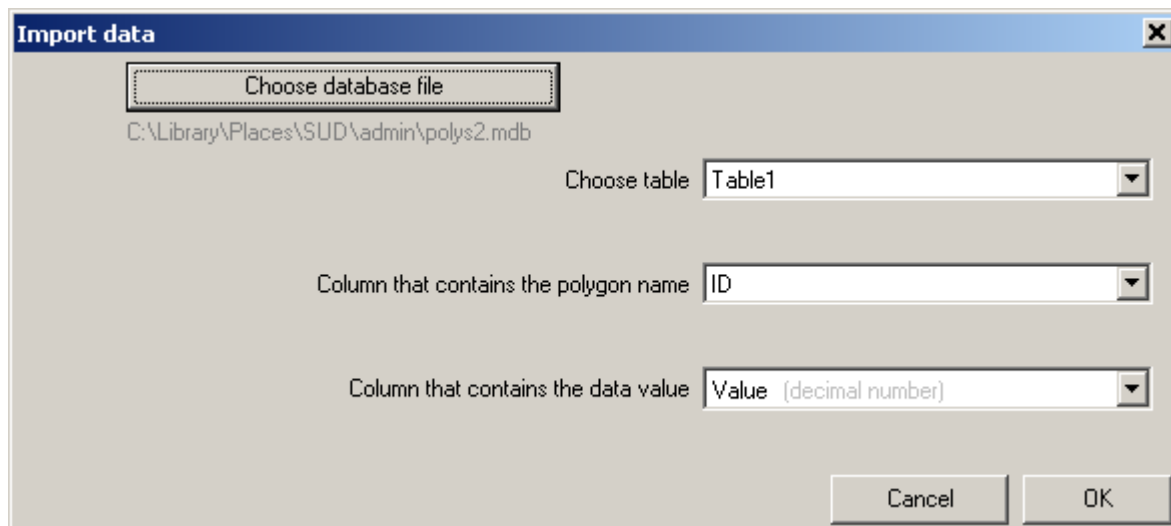 Import data
Choose database file
C:\Library\Places\SUD\admin\polys2.mdb
Choose table Table1
Column that contains the polygon name ID
Column that contains the data value Value (decimal number)
Cancel OK